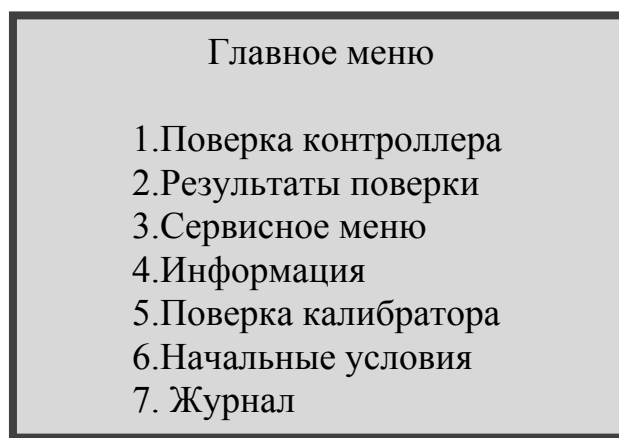 Главное меню
1.Поверка контроллера
2.Результаты поверки
3.Сервисное меню
4.Информация
5.Поверка калибратора
6.Начальные условия
7. Журнал